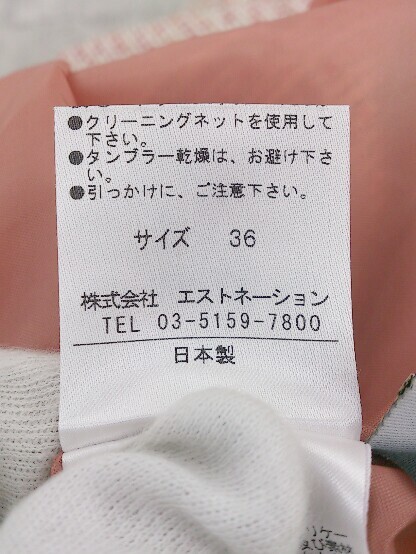 ●クリーニングネットを使用して
下さい。
●タンブラー乾燥は、お避け下さ
い。
●引っかけに、ご注意下さい。
サイズ 36
株式会社 エストネーション
TEL 03-5159-7800
日本製